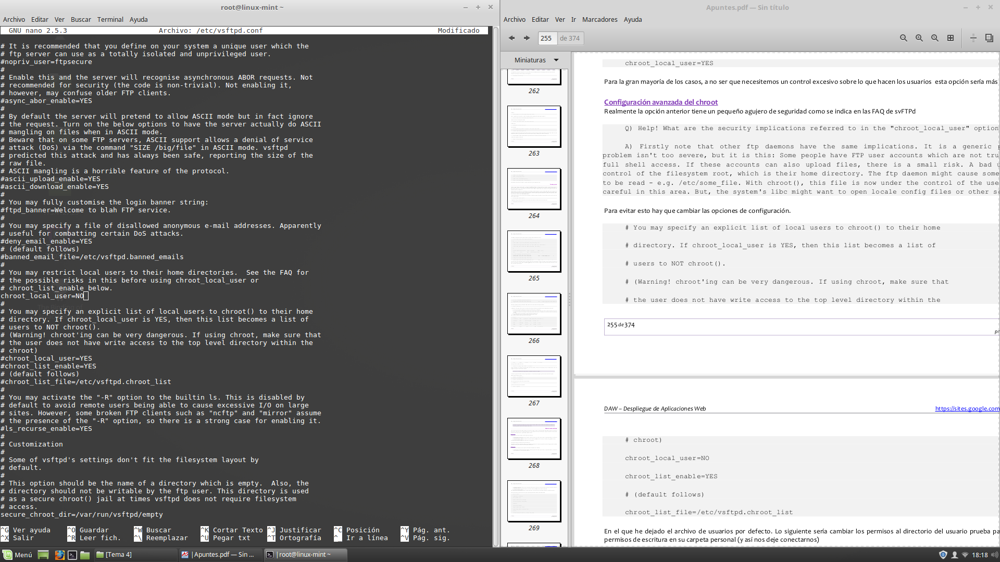 root@linux-mint ~
Archivo Editar Ver Buscar Terminal Ayuda
GNU nano 2.5.3 Archivo: /etc/vsftpd.conf Modificado
# It is recommended that you define on your system a unique user which the
# ftp server can use as a totally isolated and unprivileged user.
#nopriv_user=ftpsecure
#
# Enable this and the server will recognise asynchronous ABOR requests. Not
# recommended for security (the code is non-trivial). Not enabling it,
# however, may confuse older FTP clients.
#async_abor_enable=YES
#
# By default the server will pretend to allow ASCII mode but in fact ignore
# the request. Turn on the below options to have the server actually do ASCII
# mangling on files when in ASCII mode.
# Beware that on some FTP servers, ASCII support allows a denial of service
# attack (DoS) via the command "SIZE /big/file" in ASCII mode. vsftpd
# predicted this attack and has always been safe, reporting the size of the
# raw file.
# ASCII mangling is a horrible feature of the protocol.
#ascii_upload_enable=YES
#ascii_download_enable=YES
#
# You may fully customise the login banner string:
#ftpd_banner=Welcome to blah FTP service.
#
# You may specify a file of disallowed anonymous e-mail addresses. Apparently
# useful for combatting certain DoS attacks.
#deny_email_enable=YES
# (default follows)
#banned_email_file=/etc/vsftpd.banned_emails
#
# You may restrict local users to their home directories.  See the FAQ for
# the possible risks in this before using chroot_local_user or
# chroot_list_enable below.
chroot_local_user=NO
#
# You may specify an explicit list of local users to chroot() to their home
# directory. If chroot_local_user is YES, then this list becomes a list of
# users to NOT chroot().
# (Warning! chroot'ing can be very dangerous. If using chroot, make sure that
# the user does not have write access to the top level directory within the
# chroot)
#chroot_local_user=YES
#chroot_list_enable=YES
# (default follows)
#chroot_list_file=/etc/vsftpd.chroot_list
#
# You may activate the "-R" option to the builtin ls. This is disabled by
# default to avoid remote users being able to cause excessive I/O on large
# sites. However, some broken FTP clients such as "ncftp" and "mirror" assume
# the presence of the "-R" option, so there is a strong case for enabling it.
#ls_recurse_enable=YES
#
# Customization
#
# Some of vsftpd's settings don't fit the filesystem layout by
# default.
#
# This option should be the name of a directory which is empty.  Also, the
# directory should not be writable by the ftp user. This directory is used
# as a secure chroot() jail at times vsftpd does not require filesystem
# access.
secure_chroot_dir=/var/run/vsftpd/empty
^G Ver ayuda ^O Guardar ^W Buscar ^K Cortar Texto ^J Justificar ^C Posición ^Y Pág. ant.
^X Salir ^R Leer fich. ^\ Reemplazar ^U Pegar txt ^T Ortografía ^_ Ir a línea ^V Pág. sig.
Apuntes.pdf — Sin título
Archivo Editar Ver Ir Marcadores Ayuda
255 de 374
Miniaturas
262
263
264
265
266
267
268
269
chroot_local_user=YES
Para la gran mayoría de los casos, a no ser que necesitemos un control excesivo sobre lo que hacen los usuarios esta opción sería más
Configuración avanzada del chroot
Realmente la opción anterior tiene un pequeño agujero de seguridad como se indica en las FAQ de svFTPd
Q) Help! What are the security implications referred to in the "chroot_local_user" option
A) Firstly note that other ftp daemons have the same implications. It is a generic
problem isn't too severe, but it is this: Some people have FTP user accounts which are not tru
full shell access. If these accounts can also upload files, there is a small risk. A bad
control of the filesystem root, which is their home directory. The ftp daemon might cause some
to be read - e.g. /etc/some_file. With chroot(), this file is now under the control of the use
careful in this area. But, the system's libc might want to open locale config files or other
Para evitar esto hay que cambiar las opciones de configuración.
# You may specify an explicit list of local users to chroot() to their home
# directory. If chroot_local_user is YES, then this list becomes a list of
# users to NOT chroot().
# (Warning! chroot'ing can be very dangerous. If using chroot, make sure that
# the user does not have write access to the top level directory within the
255 de 374
DAW – Despliegue de Aplicaciones Web https://sites.google.com
# chroot)
chroot_local_user=NO
chroot_list_enable=YES
# (default follows)
chroot_list_file=/etc/vsftpd.chroot_list
En el que he dejado el archivo de usuarios por defecto. Lo siguiente sería cambiar los permisos al directorio del usuario prueba pa
permisos de escritura en su carpeta personal (y así nos deje conectarnos)
Menú [Tema 4] Apuntes.pdf — Sin ... root@linux-mint ~ 18:18